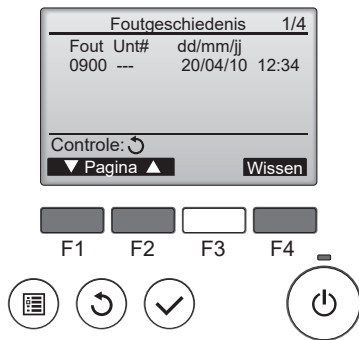 Foutgeschiedenis 1/4
Fout Unt# dd/mm/jj
0900 --- 20/04/10 12:34
Controle:
▼ Pagina ▲ Wissen
F1 F2 F3 F4